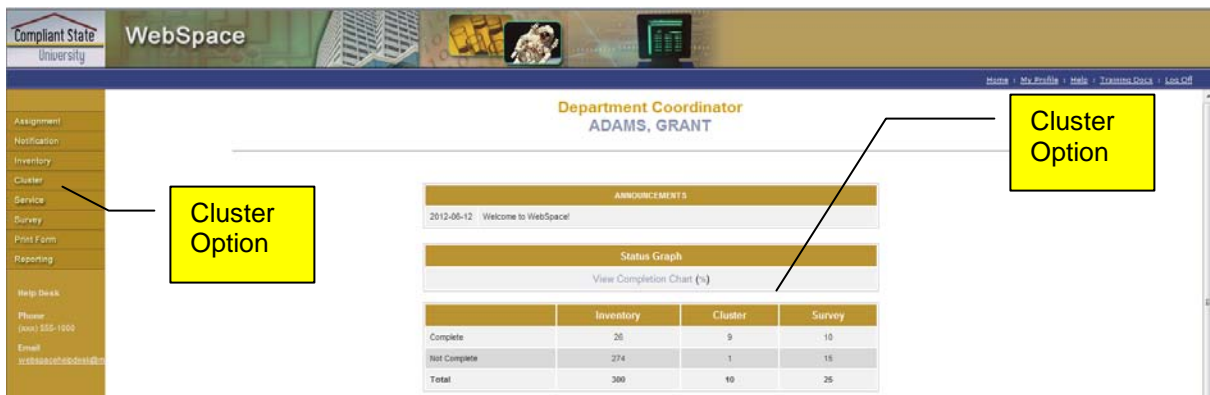 Compliant State
University
WebSpace
Home : My Profile : Help : Training Docs : Log Off
Department Coordinator
ADAMS, GRANT
Assignment
Notification
Inventory
Cluster
Service
Survey
Print Form
Reporting
Help Desk
Phone
(xxx) 555-1000
Email
Cluster
Option
Cluster
Option
ANNOUNCEMENTS
2012-06-12 Welcome to WebSpace!
Status Graph
View Completion Chart (%)
Inventory Cluster Survey
Complete 26 9 10
Not Complete 274 1 15
Total 300 10 25